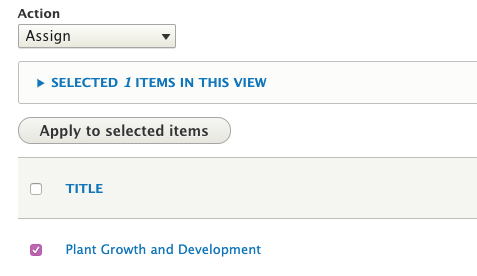 Action
Assign
SELECTED 1 ITEMS IN THIS VIEW
Apply to selected items
TITLE
Plant Growth and Development